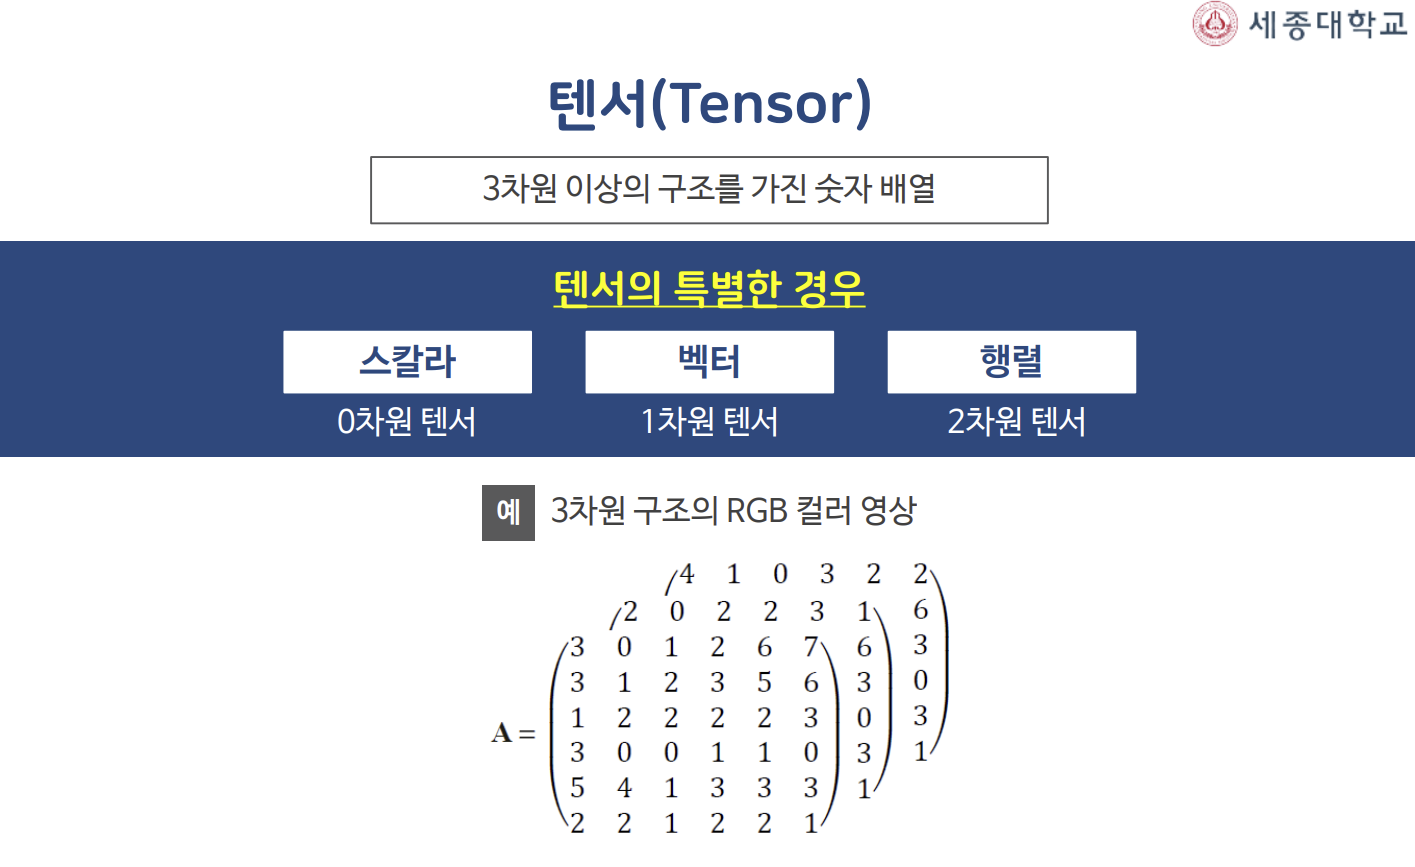 세종대학교
텐서(Tensor)
3차원 이상의 구조를 가진 숫자 배열
텐서의 특별한 경우
스칼라 벡터 행렬
0차원 텐서 1차원 텐서 2차원 텐서
예 3차원 구조의 RGB 컬러 영상
4 1 0 3 2 2
2 0 2 2 3 1 6
3 0 1 2 6 7 6 3
3 1 2 3 5 6 3 0
1 2 2 2 2 3 0 3
A =
3 0 0 1 1 0 3 1
5 4 1 3 3 3 1
2 2 1 2 2 1